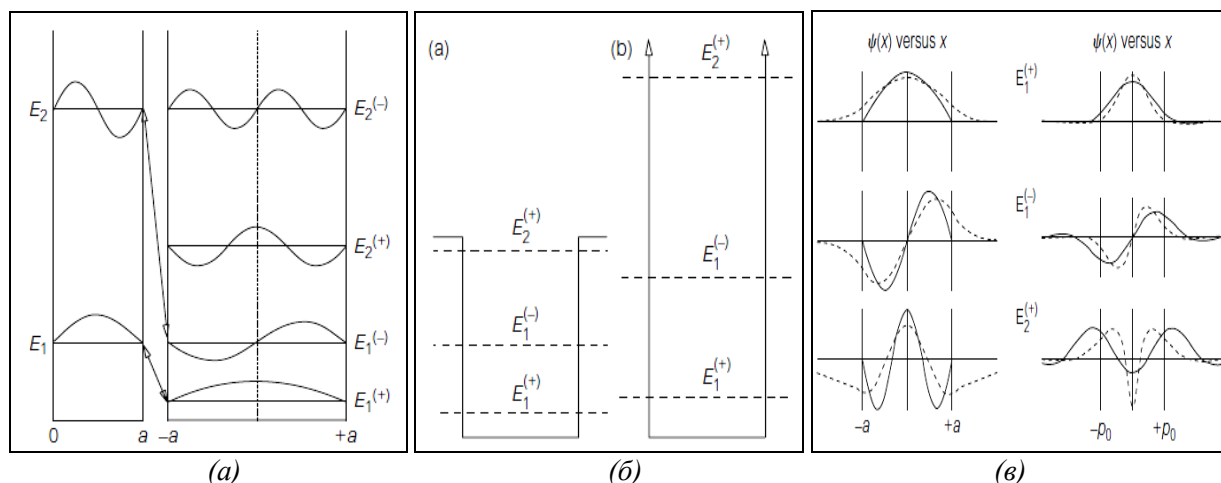 E₂
E₁
0
a
−a
+a
E₂⁽⁻⁾
E₂⁽⁺⁾
E₁⁽⁻⁾
E₁⁽⁺⁾
(а)
(a)
E₂⁽⁺⁾
E₁⁽⁻⁾
E₁⁽⁺⁾
(b)
E₂⁽⁺⁾
E₁⁽⁻⁾
E₁⁽⁺⁾
(б)
ψ(x) versus x
ψ(x) versus x
E₁⁽⁺⁾
E₁⁽⁻⁾
E₂⁽⁺⁾
−a
+a
−p₀
+p₀
(в)